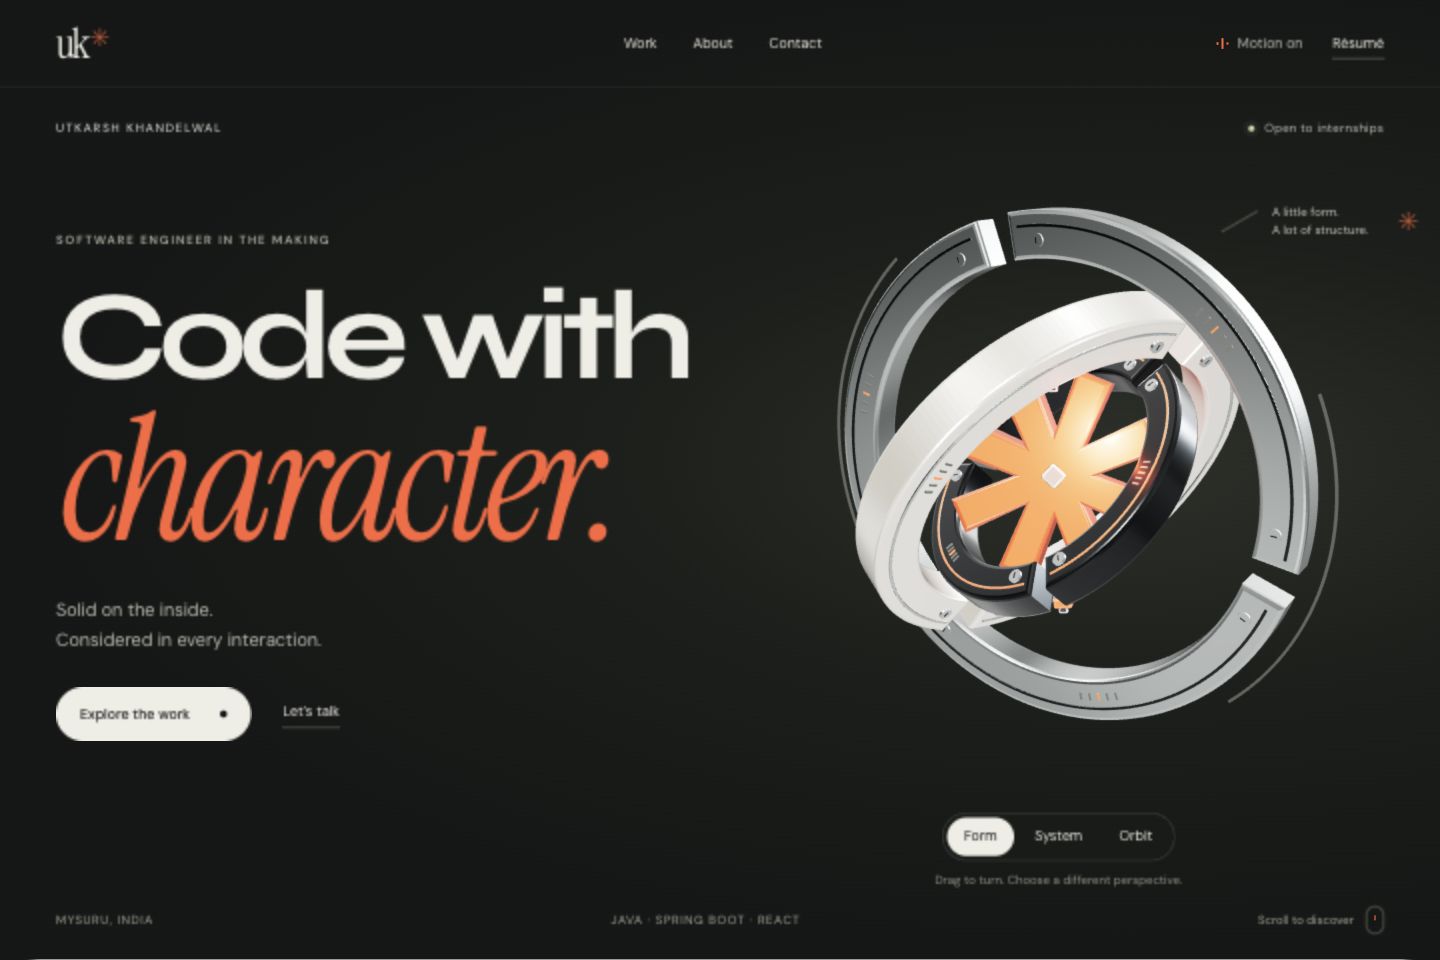 uk
Work About Contact
Motion on Résumé
UTKARSH KHANDELWAL
Open to internships
A little form.
A lot of structure.
SOFTWARE ENGINEER IN THE MAKING
Code with
character.
Solid on the inside.
Considered in every interaction.
Explore the work
Let's talk
Form System Orbit
Drag to turn. Choose a different perspective.
MYSURU, INDIA
JAVA · SPRING BOOT · REACT
Scroll to discover